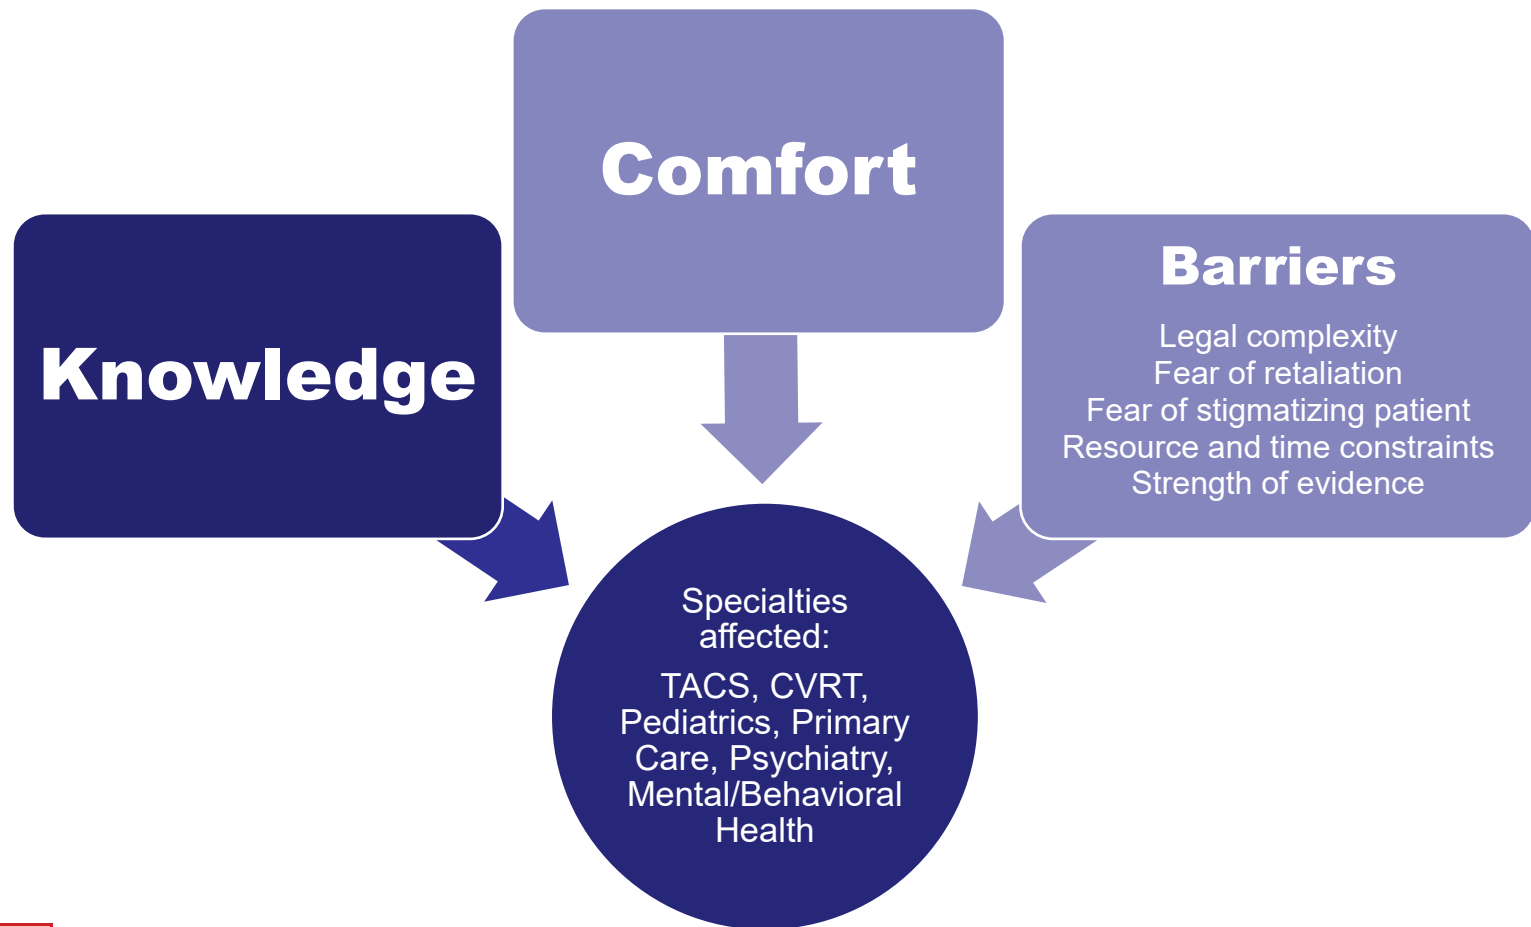 Comfort
Knowledge
Barriers
Legal complexity
Fear of retaliation
Fear of stigmatizing patient
Resource and time constraints
Strength of evidence
Specialties
affected:
TACS, CVRT,
Pediatrics, Primary
Care, Psychiatry,
Mental/Behavioral
Health